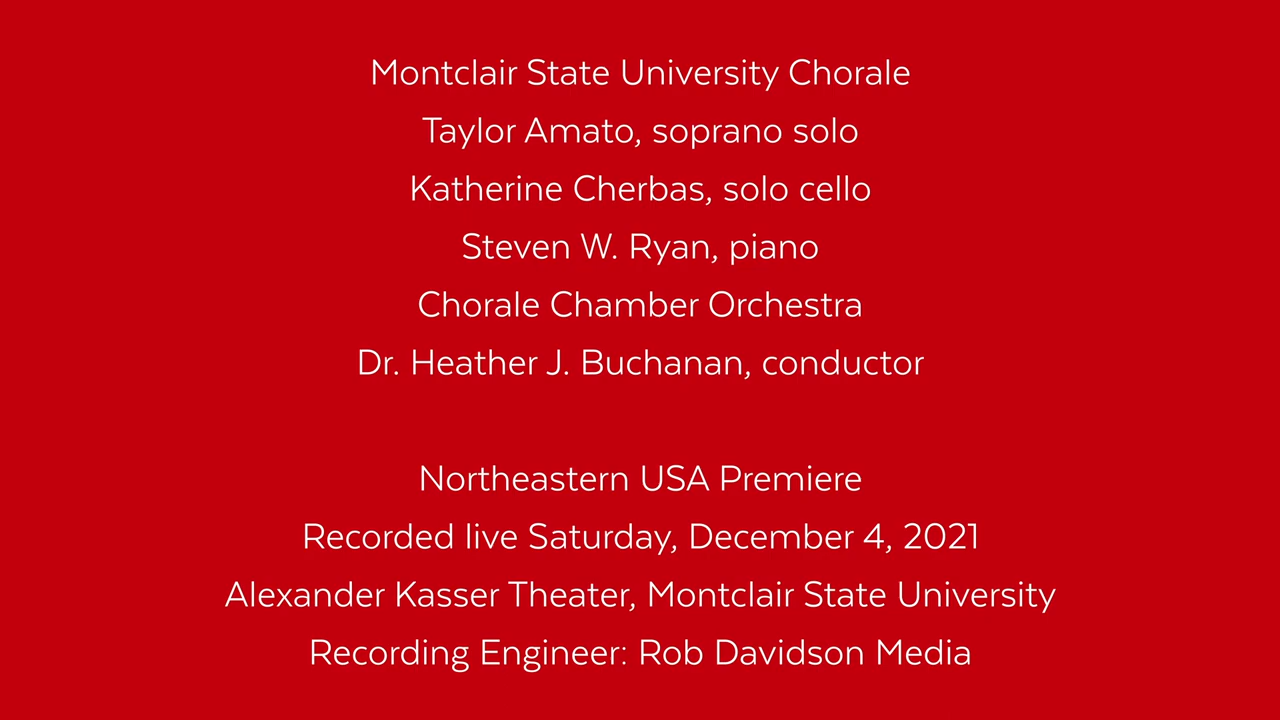 Montclair State University Chorale
Taylor Amato, soprano solo
Katherine Cherbas, solo cello
Steven W. Ryan, piano
Chorale Chamber Orchestra
Dr. Heather J. Buchanan, conductor
Northeastern USA Premiere
Recorded live Saturday, December 4, 2021
Alexander Kasser Theater, Montclair State University
Recording Engineer: Rob Davidson Media